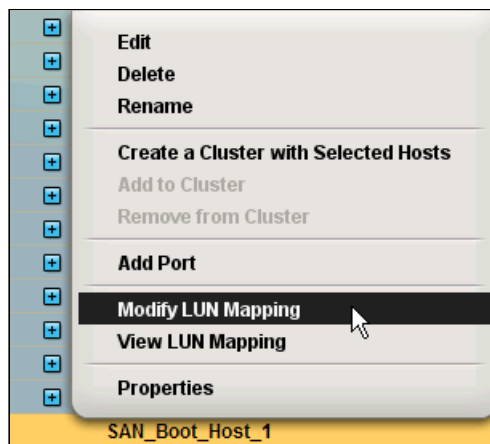 Edit
Delete
Rename
Create a Cluster with Selected Hosts
Add to Cluster
Remove from Cluster
Add Port
Modify LUN Mapping
View LUN Mapping
Properties
SAN_Boot_Host_1